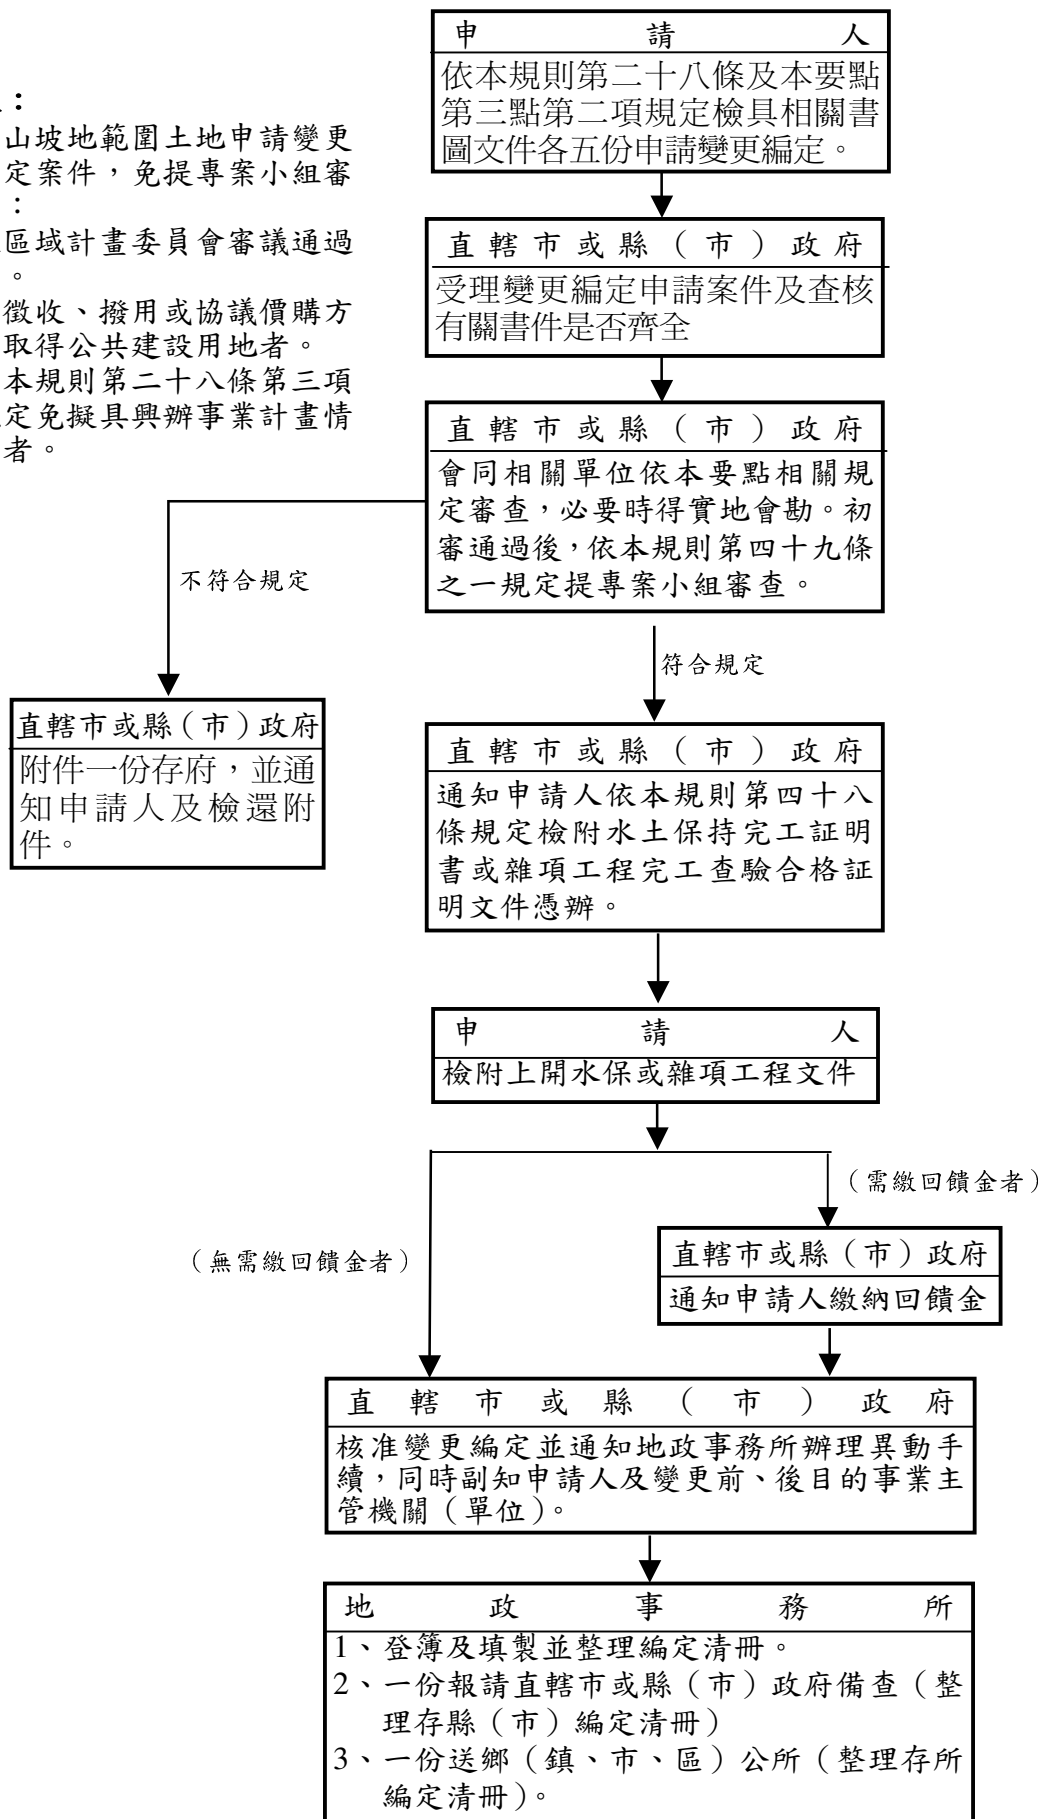 申請人
依本規則第二十八條及本要點
第三點第二項規定檢具相關書
圖文件各五份申請變更編定。
：
山坡地範圍土地申請變更
定案件，免提專案小組審
：
區域計畫委員會審議通過
。
徵收、撥用或協議價購方
取得公共建設用地者。
本規則第二十八條第三項
定免擬具興辦事業計畫情
者。
直轄市或縣（市）政府
受理變更編定申請案件及查核
有關書件是否齊全
直轄市或縣（市）政府
會同相關單位依本要點相關規
定審查，必要時得實地會勘。初
審通過後，依本規則第四十九條
之一規定提專案小組審查。
不符合規定
符合規定
直轄市或縣（市）政府
附件一份存府，並通
知申請人及檢還附
件。
直轄市或縣（市）政府
通知申請人依本規則第四十八
條規定檢附水土保持完工証明
書或雜項工程完工查驗合格証
明文件憑辦。
申請人
檢附上開水保或雜項工程文件
（需繳回饋金者）
（無需繳回饋金者）
直轄市或縣（市）政府
通知申請人繳納回饋金
直轄市或縣（市）政府
核准變更編定並通知地政事務所辦理異動手
續，同時副知申請人及變更前、後目的事業主
管機關（單位）。
地政事務所
1、登簿及填製並整理編定清冊。
2、一份報請直轄市或縣（市）政府備查（整
理存縣（市）編定清冊）
3、一份送鄉（鎮、市、區）公所（整理存所
編定清冊）。